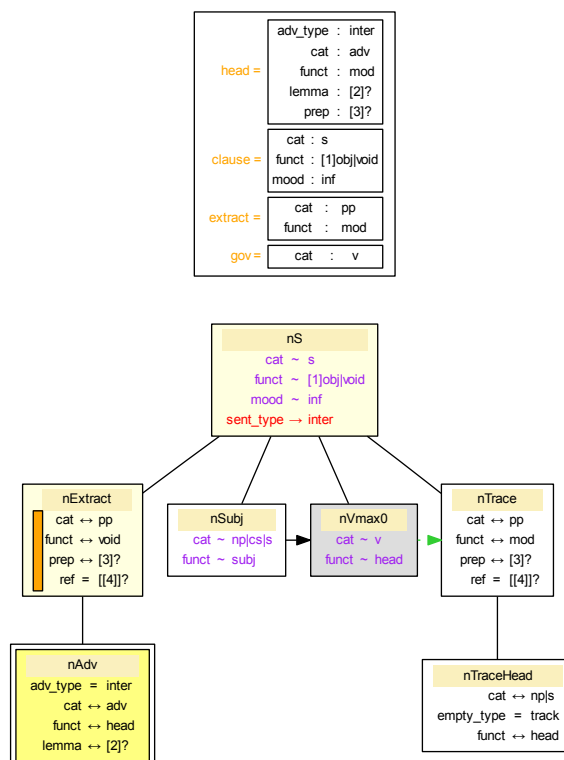 head =
adv_type : inter
cat : adv
funct : mod
lemma : [2]?
prep : [3]?
clause =
cat : s
funct : [1]obj|void
mood : inf
extract =
cat : pp
funct : mod
gov =
cat : v
nS
cat ~ s
funct ~ [1]obj|void
mood ~ inf
sent_type → inter
nExtract
cat ↔ pp
funct ↔ void
prep ↔ [3]?
ref = [[4]]?
nSubj
cat ~ np|cs|s
funct ~ subj
nVmax0
cat ~ v
funct ~ head
nTrace
cat ↔ pp
funct ↔ mod
prep ↔ [3]?
ref = [[4]]?
nAdv
adv_type = inter
cat ↔ adv
funct ↔ head
lemma ↔ [2]?
nTraceHead
cat ↔ np|s
empty_type = track
funct ↔ head